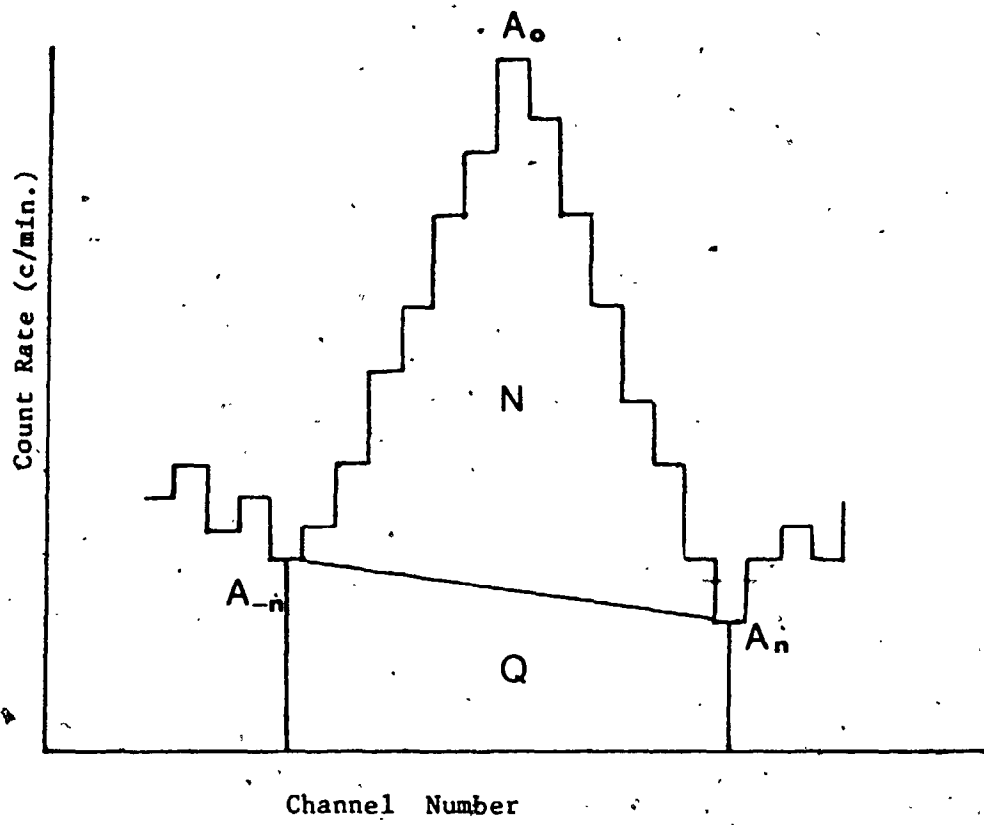 A₀
Count Rate (c/min.)
N
A₋ₙ
Aₙ
Q
Channel Number